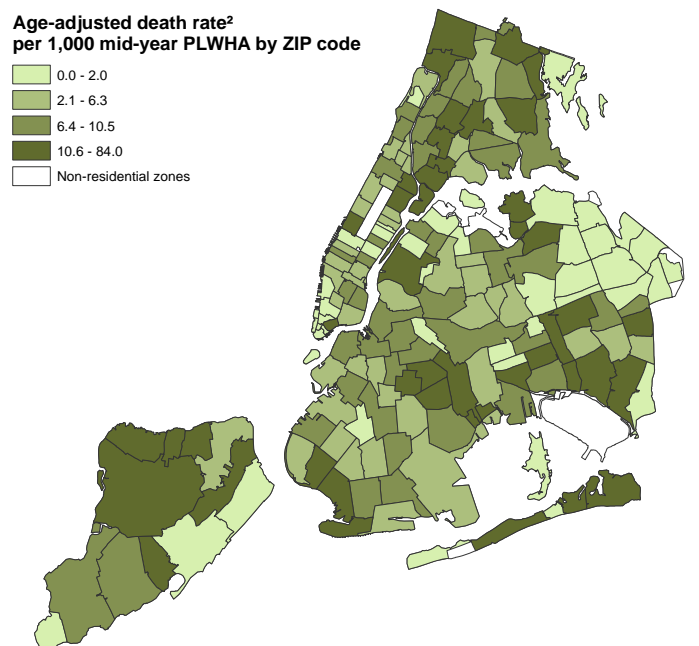 Age-adjusted death rate²
per 1,000 mid-year PLWHA by ZIP code
0.0 - 2.0
2.1 - 6.3
6.4 - 10.5
10.6 - 84.0
Non-residential zones